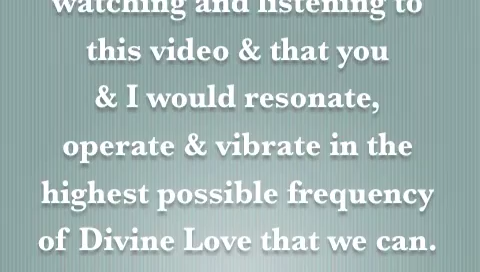 watching and listening to
this video & that you
& I would resonate,
operate & vibrate in the
highest possible frequency
of Divine Love that we can.